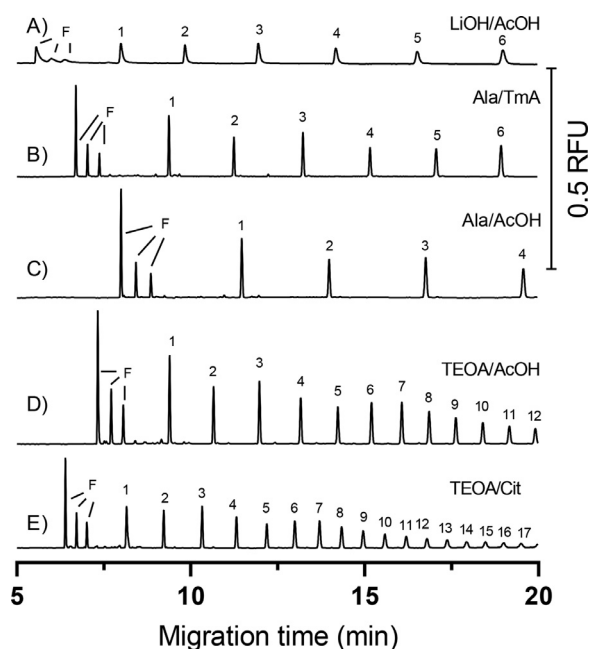 A) F 1 2 3 4 5 6 LiOH/AcOH
B) F 1 2 3 4 5 6 Ala/TmA
C) F 1 2 3 4 Ala/AcOH
D) F 1 2 3 4 5 6 7 8 9 10 11 12 TEOA/AcOH
E) F 1 2 3 4 5 6 7 8 9 10 11 12 13 14 15 16 17 TEOA/Cit
0.5 RFU
5 10 15 20
Migration time (min)